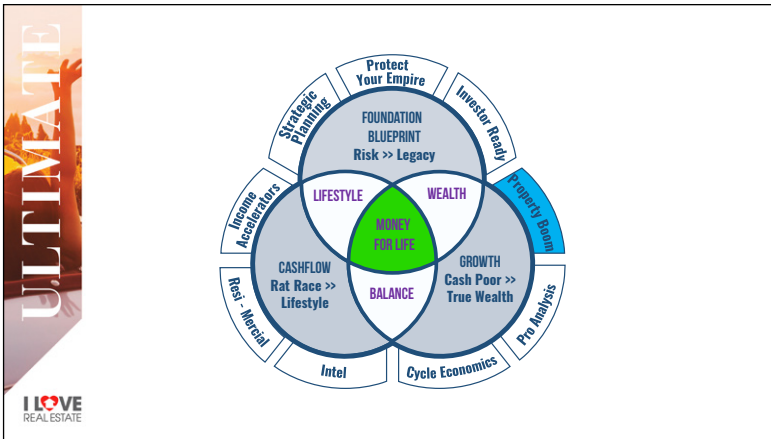 ULTIMATE
I LOVE
REAL ESTATE
Protect
Your Empire
Strategic
Planning
Investor Ready
Income
Accelerators
Property Boom
Resi - Mercial
Pro Analysis
Intel
Cycle Economics
FOUNDATION
BLUEPRINT
Risk >> Legacy
LIFESTYLE
WEALTH
MONEY
FOR LIFE
CASHFLOW
Rat Race >>
Lifestyle
GROWTH
Cash Poor >>
True Wealth
BALANCE